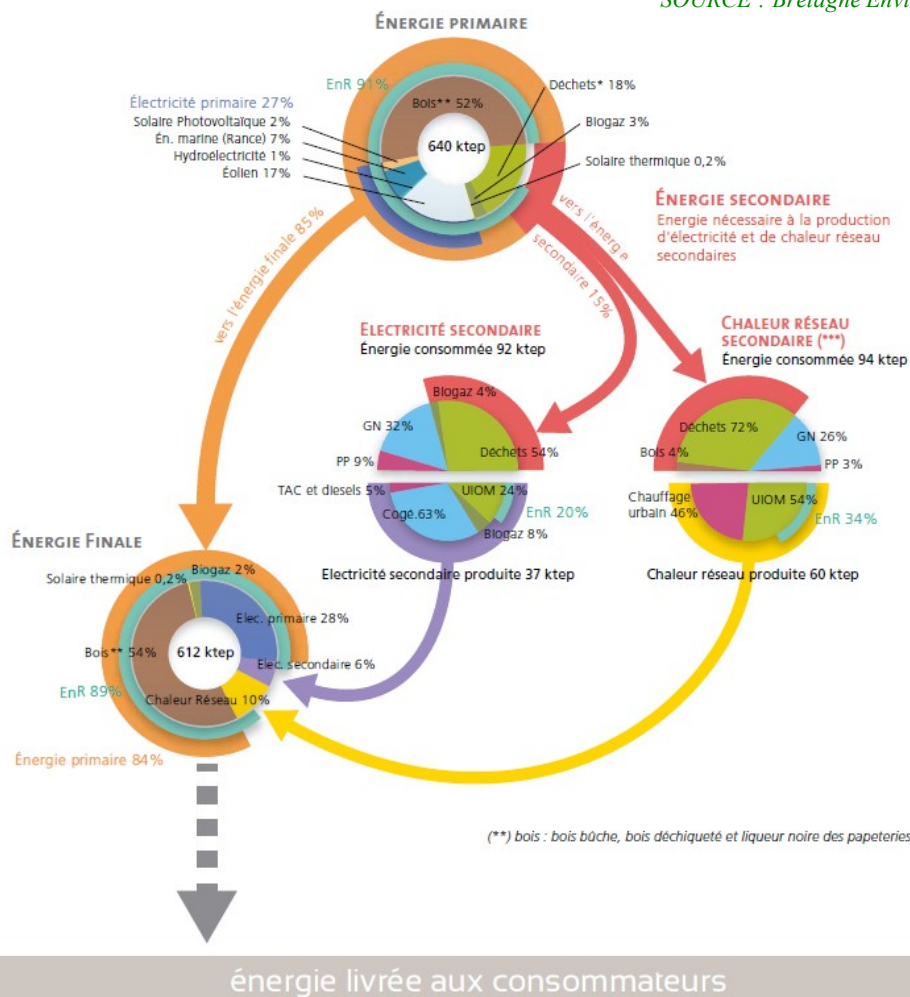 SOURCE : Bretagne Envi
ÉNERGIE PRIMAIRE
EnR 91%
Déchets* 18%
Électricité primaire 27%
Bois** 52%
Solaire Photovoltaïque 2%
Biogaz 3%
Én. marine (Rance) 7%
640 ktep
Hydroélectricité 1%
Solaire thermique 0,2%
Éolien 17%
vers l'énergie finale 85%
vers l'énergie
secondaire 15%
ÉNERGIE SECONDAIRE
Energie nécessaire à la production
d'électricité et de chaleur réseau
secondaires
ELECTRICITÉ SECONDAIRE
Énergie consommée 92 ktep
CHALEUR RÉSEAU
SECONDAIRE (***)
Énergie consommée 94 ktep
Biogaz 4%
GN 32%
Déchets 54%
PP 9%
TAC et diesels 5%
UIOM 24%
Cogé.63%
EnR 20%
Biogaz 8%
Electricité secondaire produite 37 ktep
Déchets 72%
GN 26%
Bois 4%
PP 3%
Chauffage
urbain 46%
UIOM 54%
EnR 34%
Chaleur réseau produite 60 ktep
ÉNERGIE FINALE
Solaire thermique 0,2%
Biogaz 2%
Elec. primaire 28%
Bois** 54%
612 ktep
Elec. secondaire 6%
EnR 89%
Chaleur Réseau 10%
Énergie primaire 84%
(**) bois : bois bûche, bois déchiqueté et liqueur noire des papeteries
énergie livrée aux consommateurs